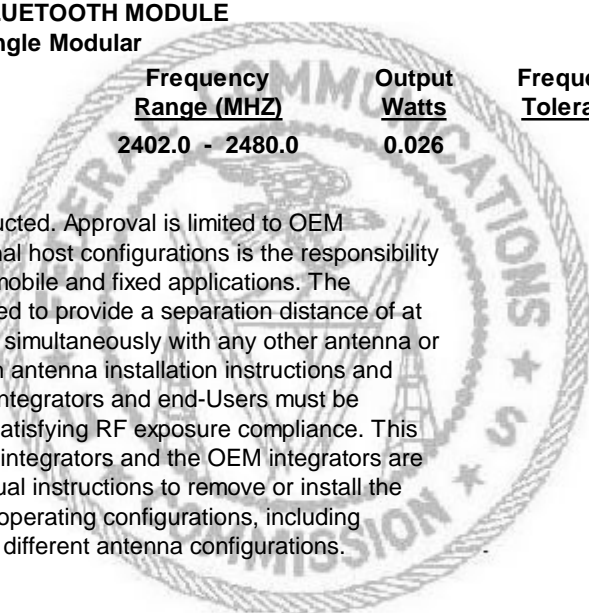 LUETOOTH MODULE
ngle Modular
Frequency Output Freque
Range (MHZ) Watts Tolera
2402.0 - 2480.0 0.026
ucted. Approval is limited to OEM
nal host configurations is the responsibility
mobile and fixed applications. The
ed to provide a separation distance of at
simultaneously with any other antenna or
h antenna installation instructions and
ntegrators and end-Users must be
atisfying RF exposure compliance. This
integrators and the OEM integrators are
ual instructions to remove or install the
operating configurations, including
different antenna configurations.
-
FEDERAL COMMUNICATIONS COMMISSION
U S